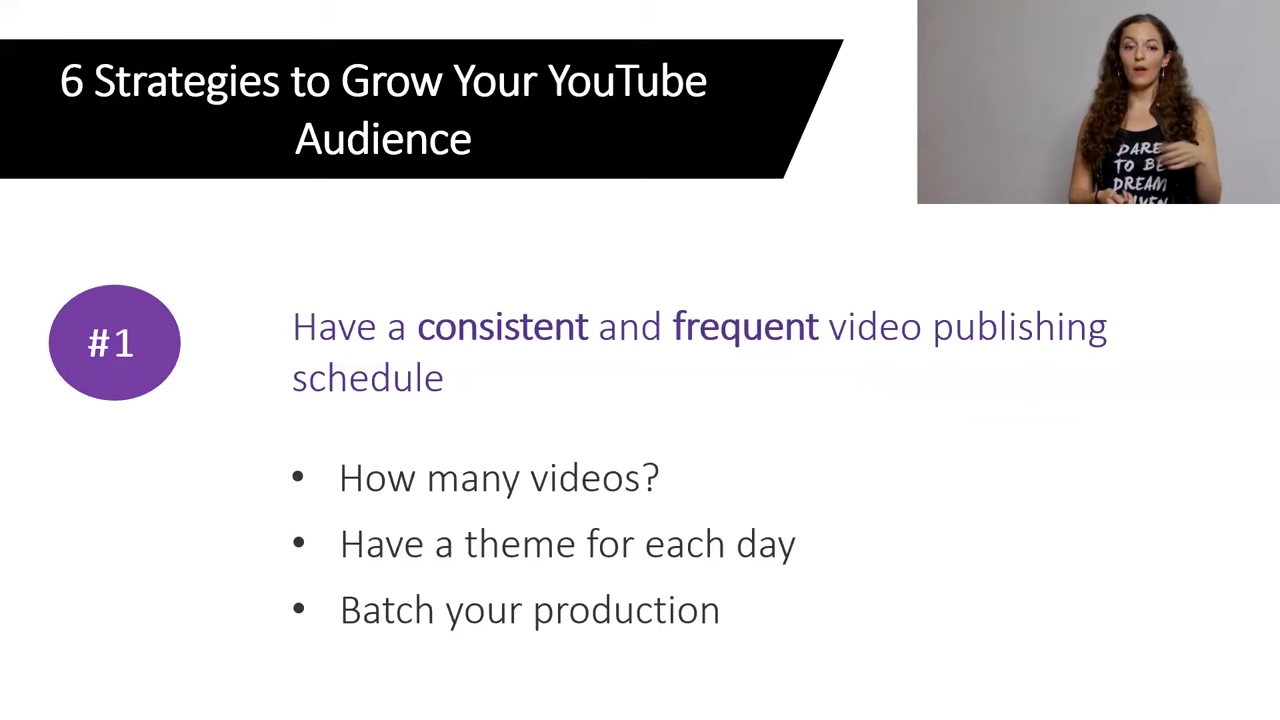 6 Strategies to Grow Your YouTube
Audience
DARE
TO BE
DREAM
#1
Have a consistent and frequent video publishing
schedule
• How many videos?
• Have a theme for each day
• Batch your production